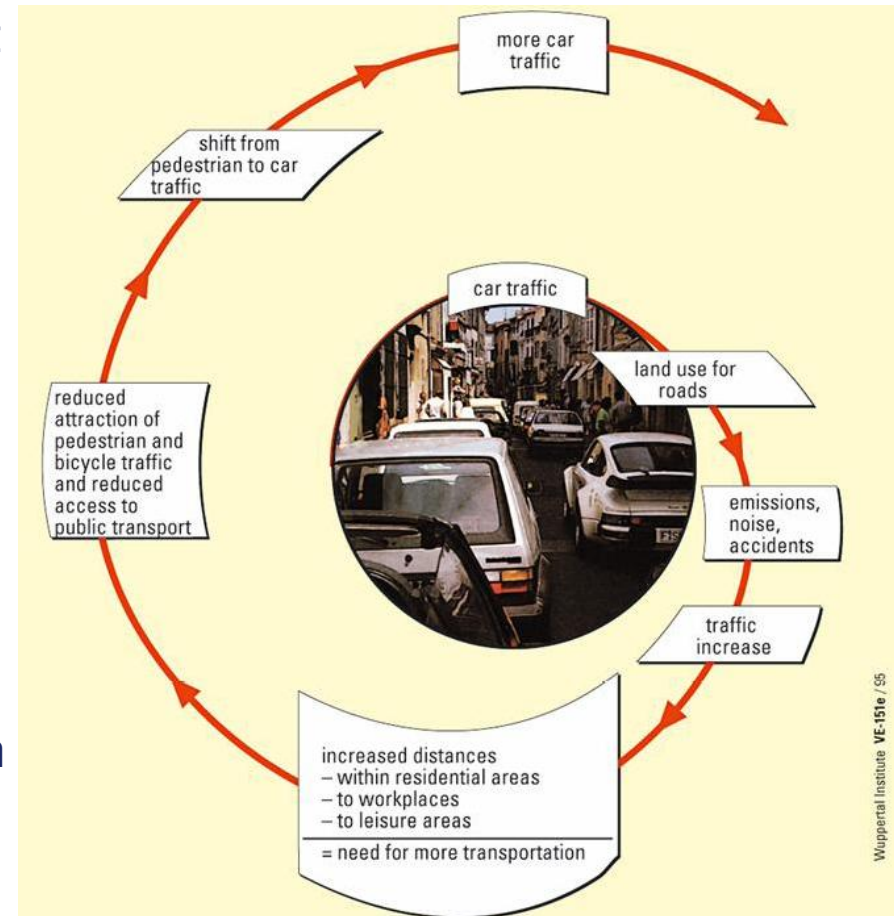 more car
traffic
shift from
pedestrian to car
traffic
car traffic
land use for
roads
reduced
attraction of
pedestrian and
bicycle traffic
and reduced
access to
public transport
emissions,
noise,
accidents
traffic
increase
increased distances
– within residential areas
– to workplaces
– to leisure areas
= need for more transportation
Wuppertal Institute VE-151e / 95